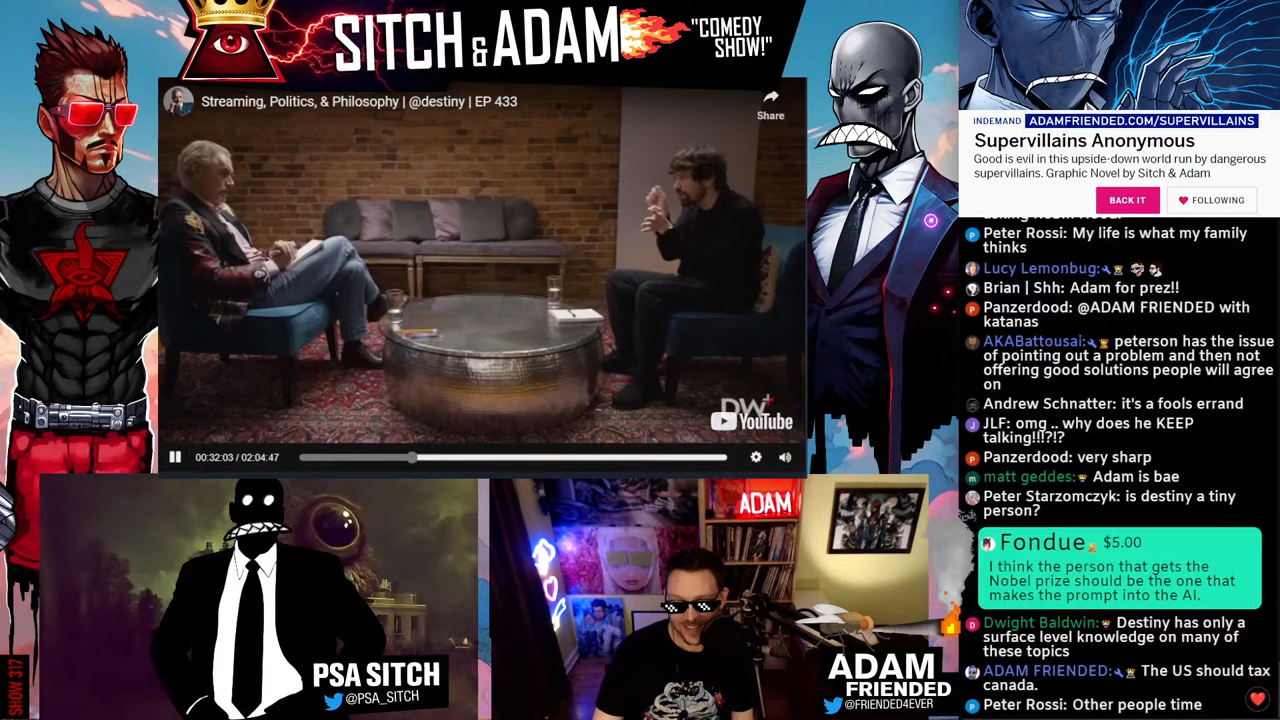 SITCH & ADAM
"COMEDY
SHOW!"
Streaming, Politics, & Philosophy | @destiny | EP 433
Share
DW+
YouTube
00:32:03 / 02:04:47
INDEMAND ADAMFRIENDED.COM/SUPERVILLAINS
Supervillains Anonymous
Good is evil in this upside-down world run by dangerous
supervillains. Graphic Novel by Sitch & Adam
BACK IT
FOLLOWING
Peter Rossi: My life is what my family
thinks
Lucy Lemonbug:
Brian | Shh: Adam for prez!!
Panzerdood: @ADAM FRIENDED with
katanas
AKABattousai: peterson has the issue
of pointing out a problem and then not
offering good solutions people will agree
on
Andrew Schnatter: it's a fools errand
JLF: omg .. why does he KEEP
talking!!!?!?
Panzerdood: very sharp
matt geddes: Adam is bae
Peter Starzomczyk: is destiny a tiny
person?
Fondue $5.00
I think the person that gets the
Nobel prize should be the one that
makes the prompt into the AI.
Dwight Baldwin: Destiny has only a
surface level knowledge on many of
these topics
ADAM FRIENDED: The US should tax
canada.
Peter Rossi: Other people time
ADAM
PSA SITCH
@PSA_SITCH
ADAM
FRIENDED
@FRIENDED4EVER
SHOW 317